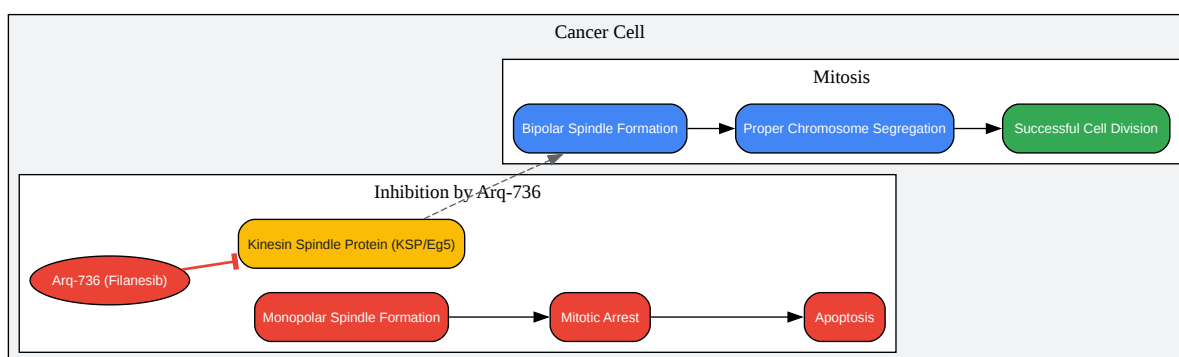 Cancer Cell
Mitosis
Bipolar Spindle Formation
Proper Chromosome Segregation
Successful Cell Division
Inhibition by Arq-736
Kinesin Spindle Protein (KSP/Eg5)
Arq-736 (Filanesib)
Monopolar Spindle Formation
Mitotic Arrest
Apoptosis